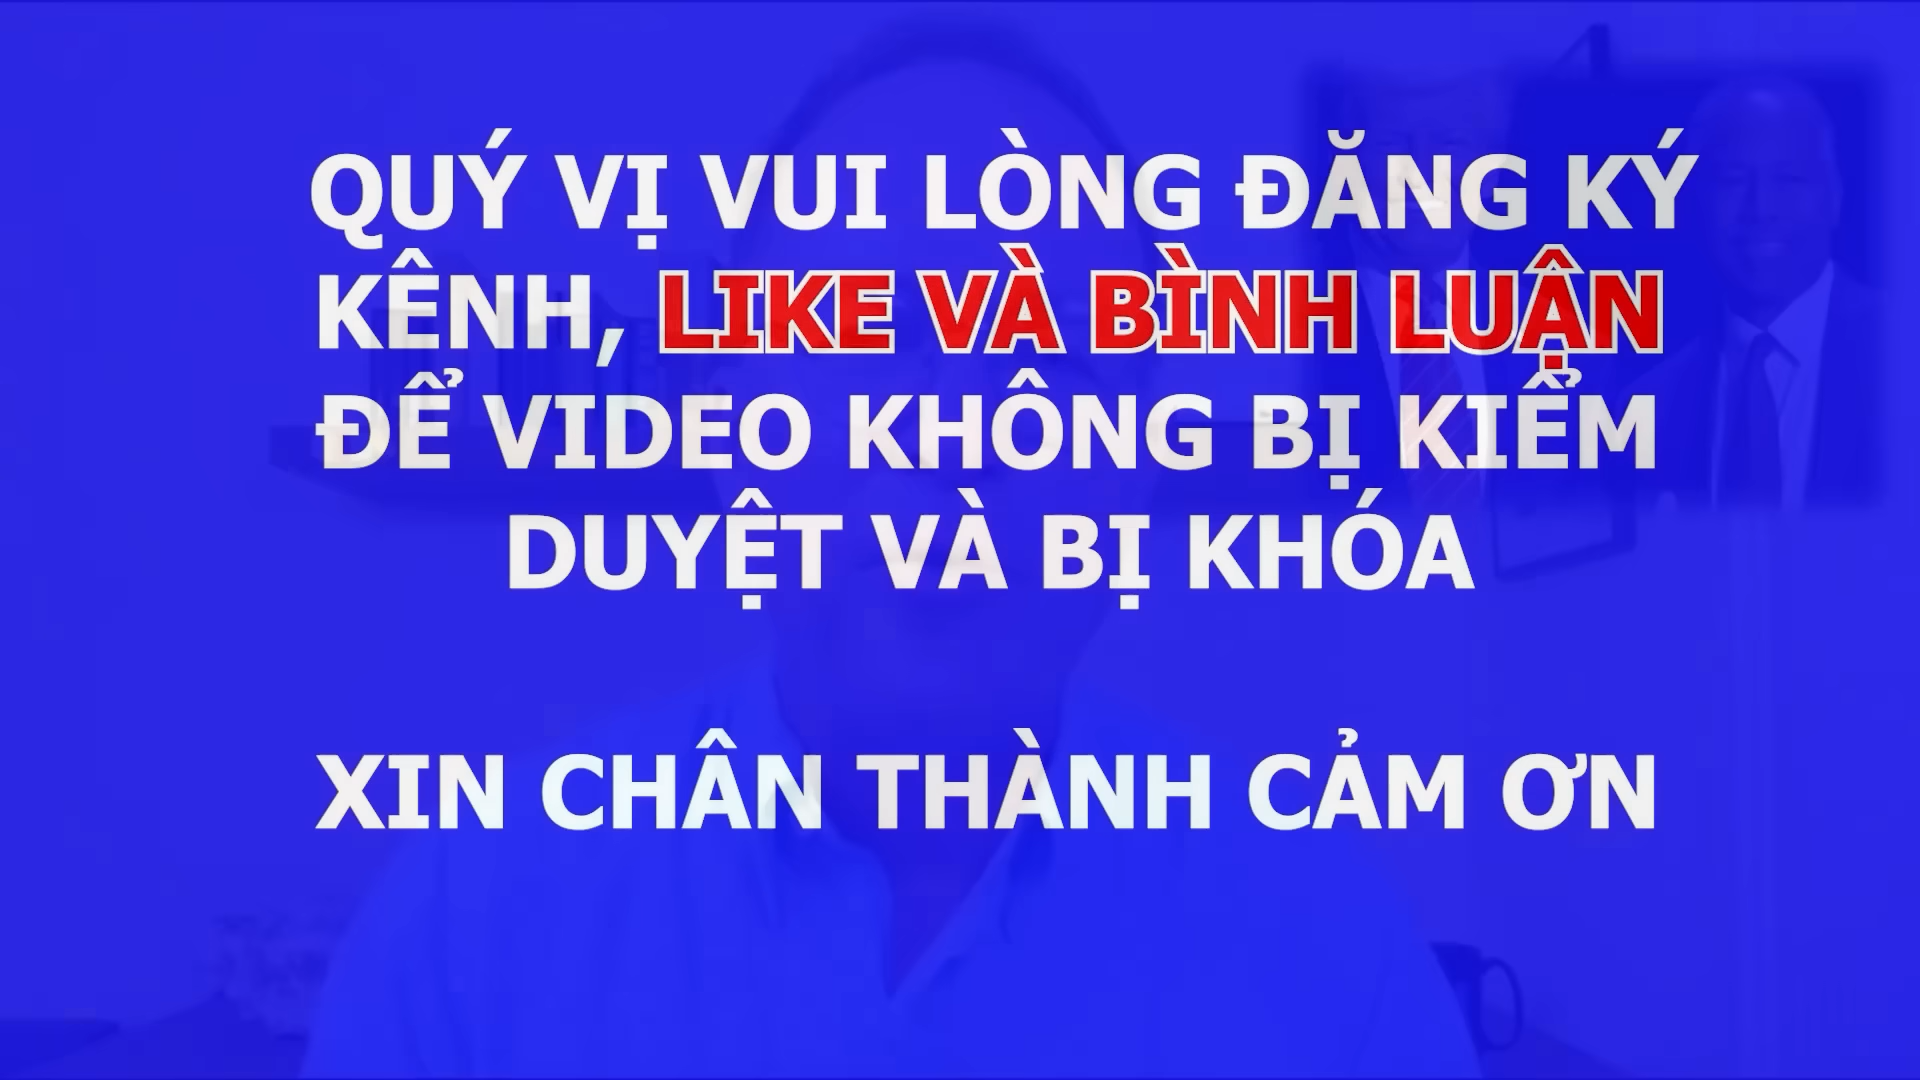 QUÝ VỊ VUI LÒNG ĐĂNG KÝ
KÊNH, LIKE VÀ BÌNH LUẬN
ĐỂ VIDEO KHÔNG BỊ KIỂM
DUYỆT VÀ BỊ KHÓA
XIN CHÂN THÀNH CẢM ƠN